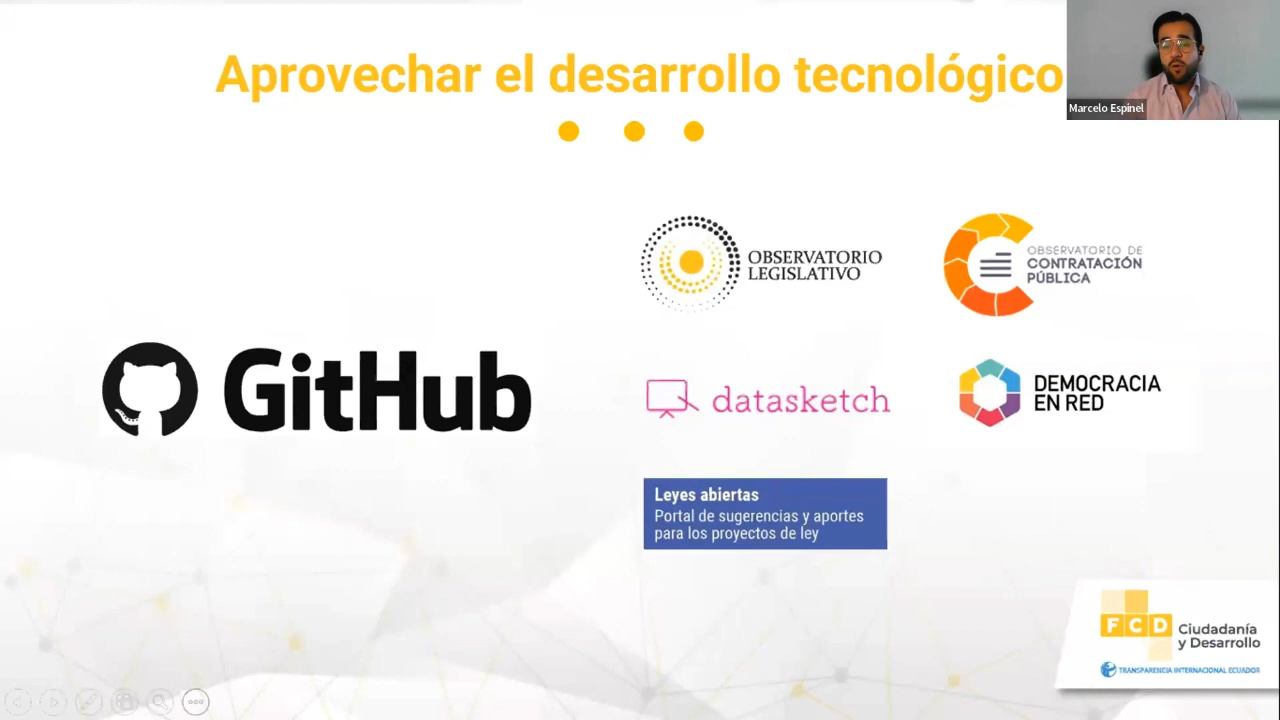 Aprovechar el desarrollo tecnológico
Marcelo Espinel
OBSERVATORIO
LEGISLATIVO
OBSERVATORIO DE
CONTRATACIÓN
PÚBLICA
GitHub
datasketch
DEMOCRACIA
EN RED
Leyes abiertas
Portal de sugerencias y aportes
para los proyectos de ley
FCD
Ciudadanía
y Desarrollo
TRANSPARENCIA INTERNACIONAL ECUADOR